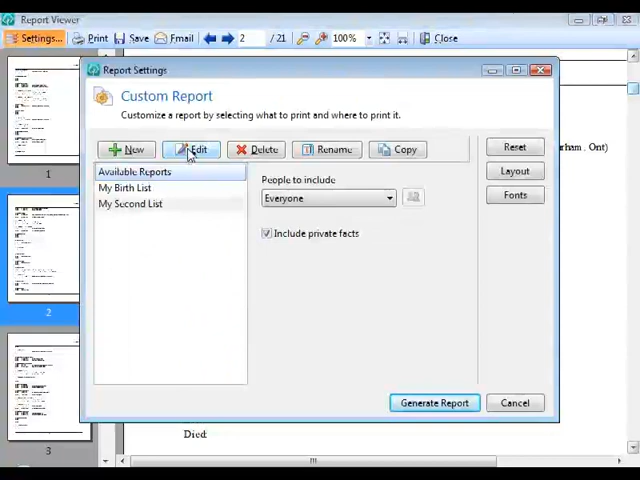 Report Viewer
Settings... Print Save Email 2 / 21 100% Close
Report Settings
Custom Report
Customize a report by selecting what to print and where to print it.
New Edit Delete Rename Copy
Available Reports
My Birth List
My Second List
People to include
Everyone
Include private facts
Reset
Layout
Fonts
Generate Report Cancel
rham , Ont)
Died:
1
2
3